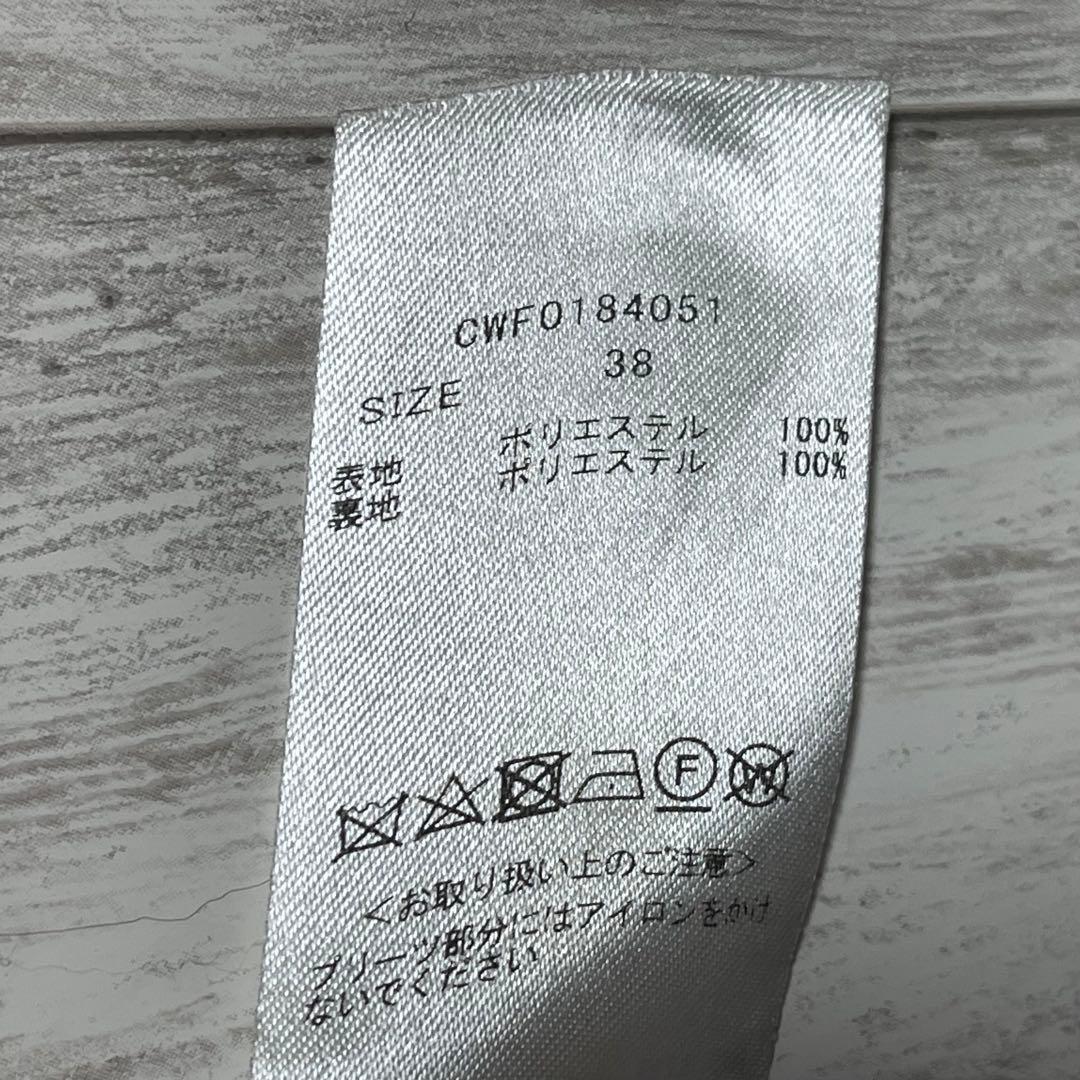 CWF0184051
SIZE 38
表地 ポリエステル 100%
裏地 ポリエステル 100%
F
W
<お取り扱い上のご注意>
プリーツ部分にはアイロンをかけ
ないでください